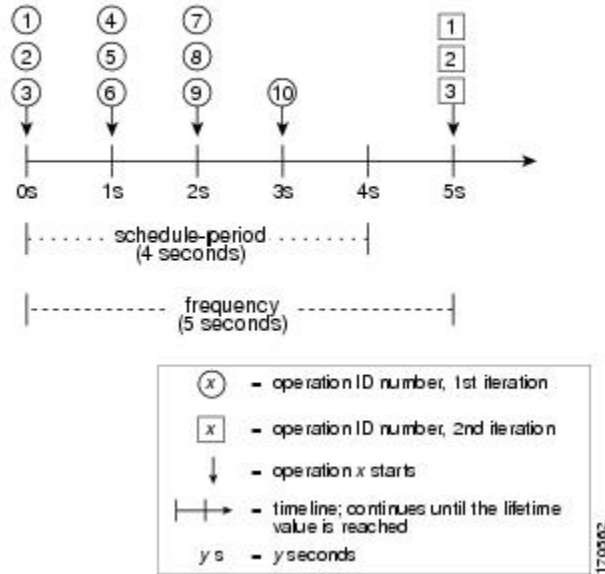 1 4 7 1
2 5 8 2
3 6 9 10 3
0s 1s 2s 3s 4s 5s
schedule-period
(4 seconds)
frequency
(5 seconds)
x = operation ID number, 1st iteration
x = operation ID number, 2nd iteration
= operation x starts
= timeline; continues until the lifetime
value is reached
y s = y seconds
170562